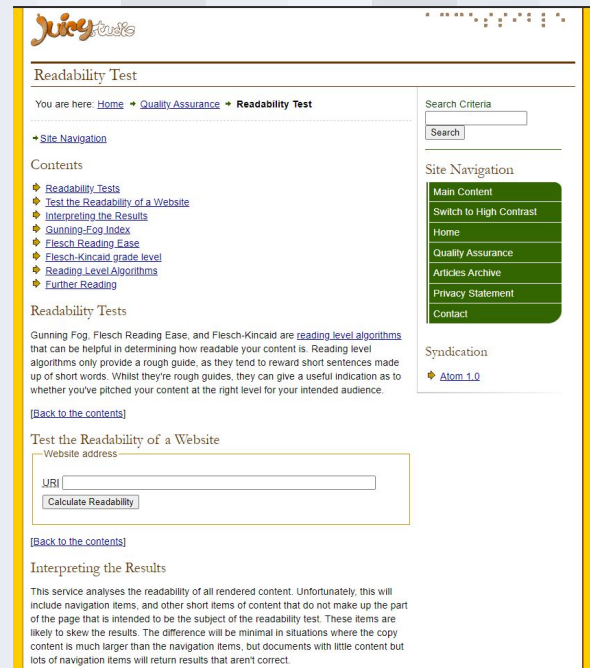 Juicy studio
Readability Test
You are here: Home → Quality Assurance → Readability Test
Site Navigation
Contents
Readability Tests
Test the Readability of a Website
Interpreting the Results
Gunning-Fog Index
Flesch Reading Ease
Flesch-Kincaid grade level
Reading Level Algorithms
Further Reading
Readability Tests
Gunning Fog, Flesch Reading Ease, and Flesch-Kincaid are reading level algorithms
that can be helpful in determining how readable your content is. Reading level
algorithms only provide a rough guide, as they tend to reward short sentences made
up of short words. Whilst they're rough guides, they can give a useful indication as to
whether you've pitched your content at the right level for your intended audience.
[Back to the contents]
Test the Readability of a Website
Website address
URI
Calculate Readability
[Back to the contents]
Interpreting the Results
This service analyses the readability of all rendered content. Unfortunately, this will
include navigation items, and other short items of content that do not make up the part
of the page that is intended to be the subject of the readability test. These items are
likely to skew the results. The difference will be minimal in situations where the copy
content is much larger than the navigation items, but documents with little content but
lots of navigation items will return results that aren't correct.
Search Criteria
Search
Site Navigation
Main Content
Switch to High Contrast
Home
Quality Assurance
Articles Archive
Privacy Statement
Contact
Syndication
Atom 1.0